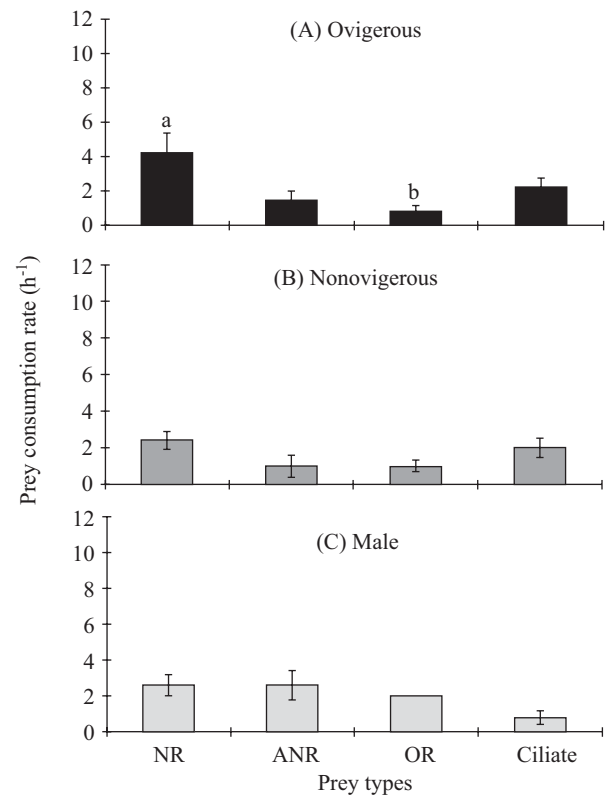 12
(A) Ovigerous
10
8
6
a
4
2
b
0
Prey consumption rate (h-1)
12
(B) Nonovigerous
10
8
6
4
2
0
12
(C) Male
10
8
6
4
2
0
NR ANR OR Ciliate
Prey types